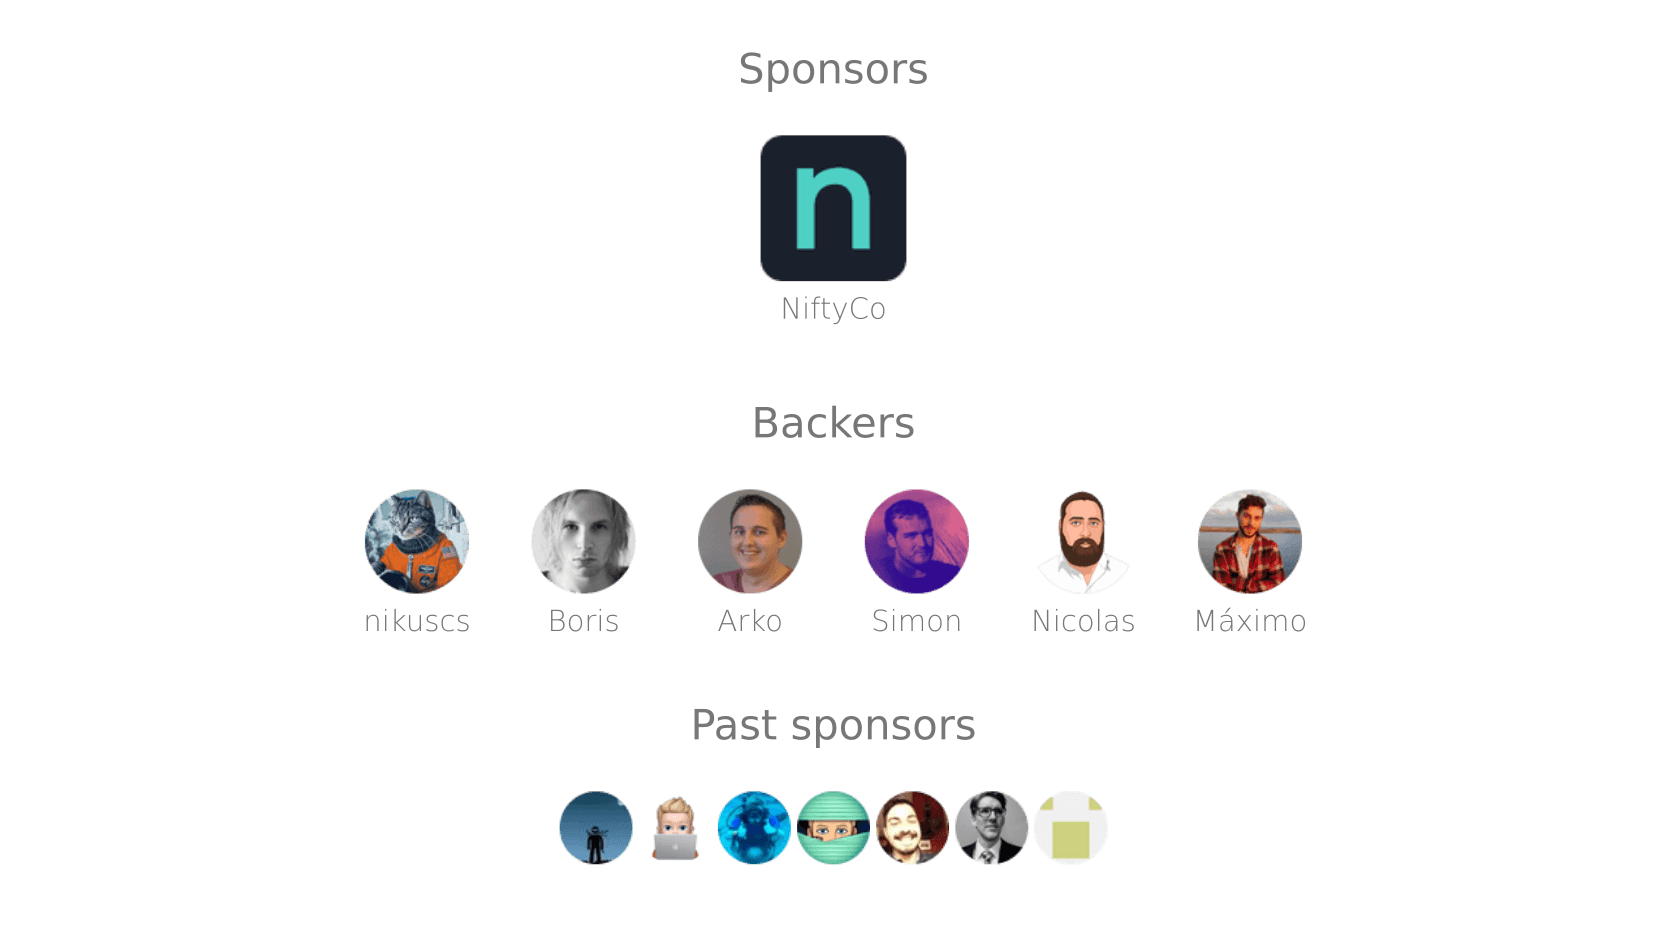 Sponsors
n
NiftyCo
Backers
nikuscs Boris Arko Simon Nicolas Máximo
Past sponsors